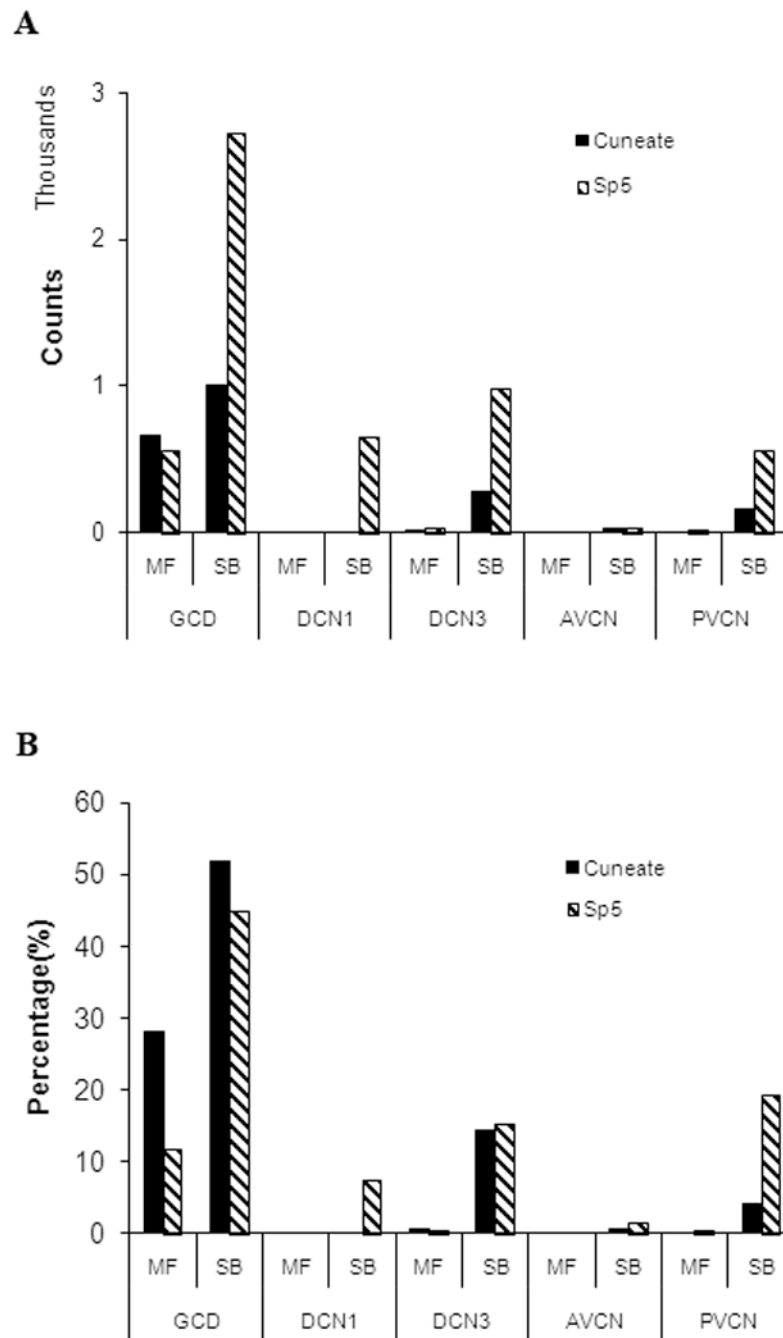 A
Thousands
Counts
3
2
1
0
Cuneate
Sp5
MF SB MF SB MF SB MF SB MF SB
GCD DCN1 DCN3 AVCN PVCN
B
Percentage(%)
60
50
40
30
20
10
0
Cuneate
Sp5
MF SB MF SB MF SB MF SB MF SB
GCD DCN1 DCN3 AVCN PVCN